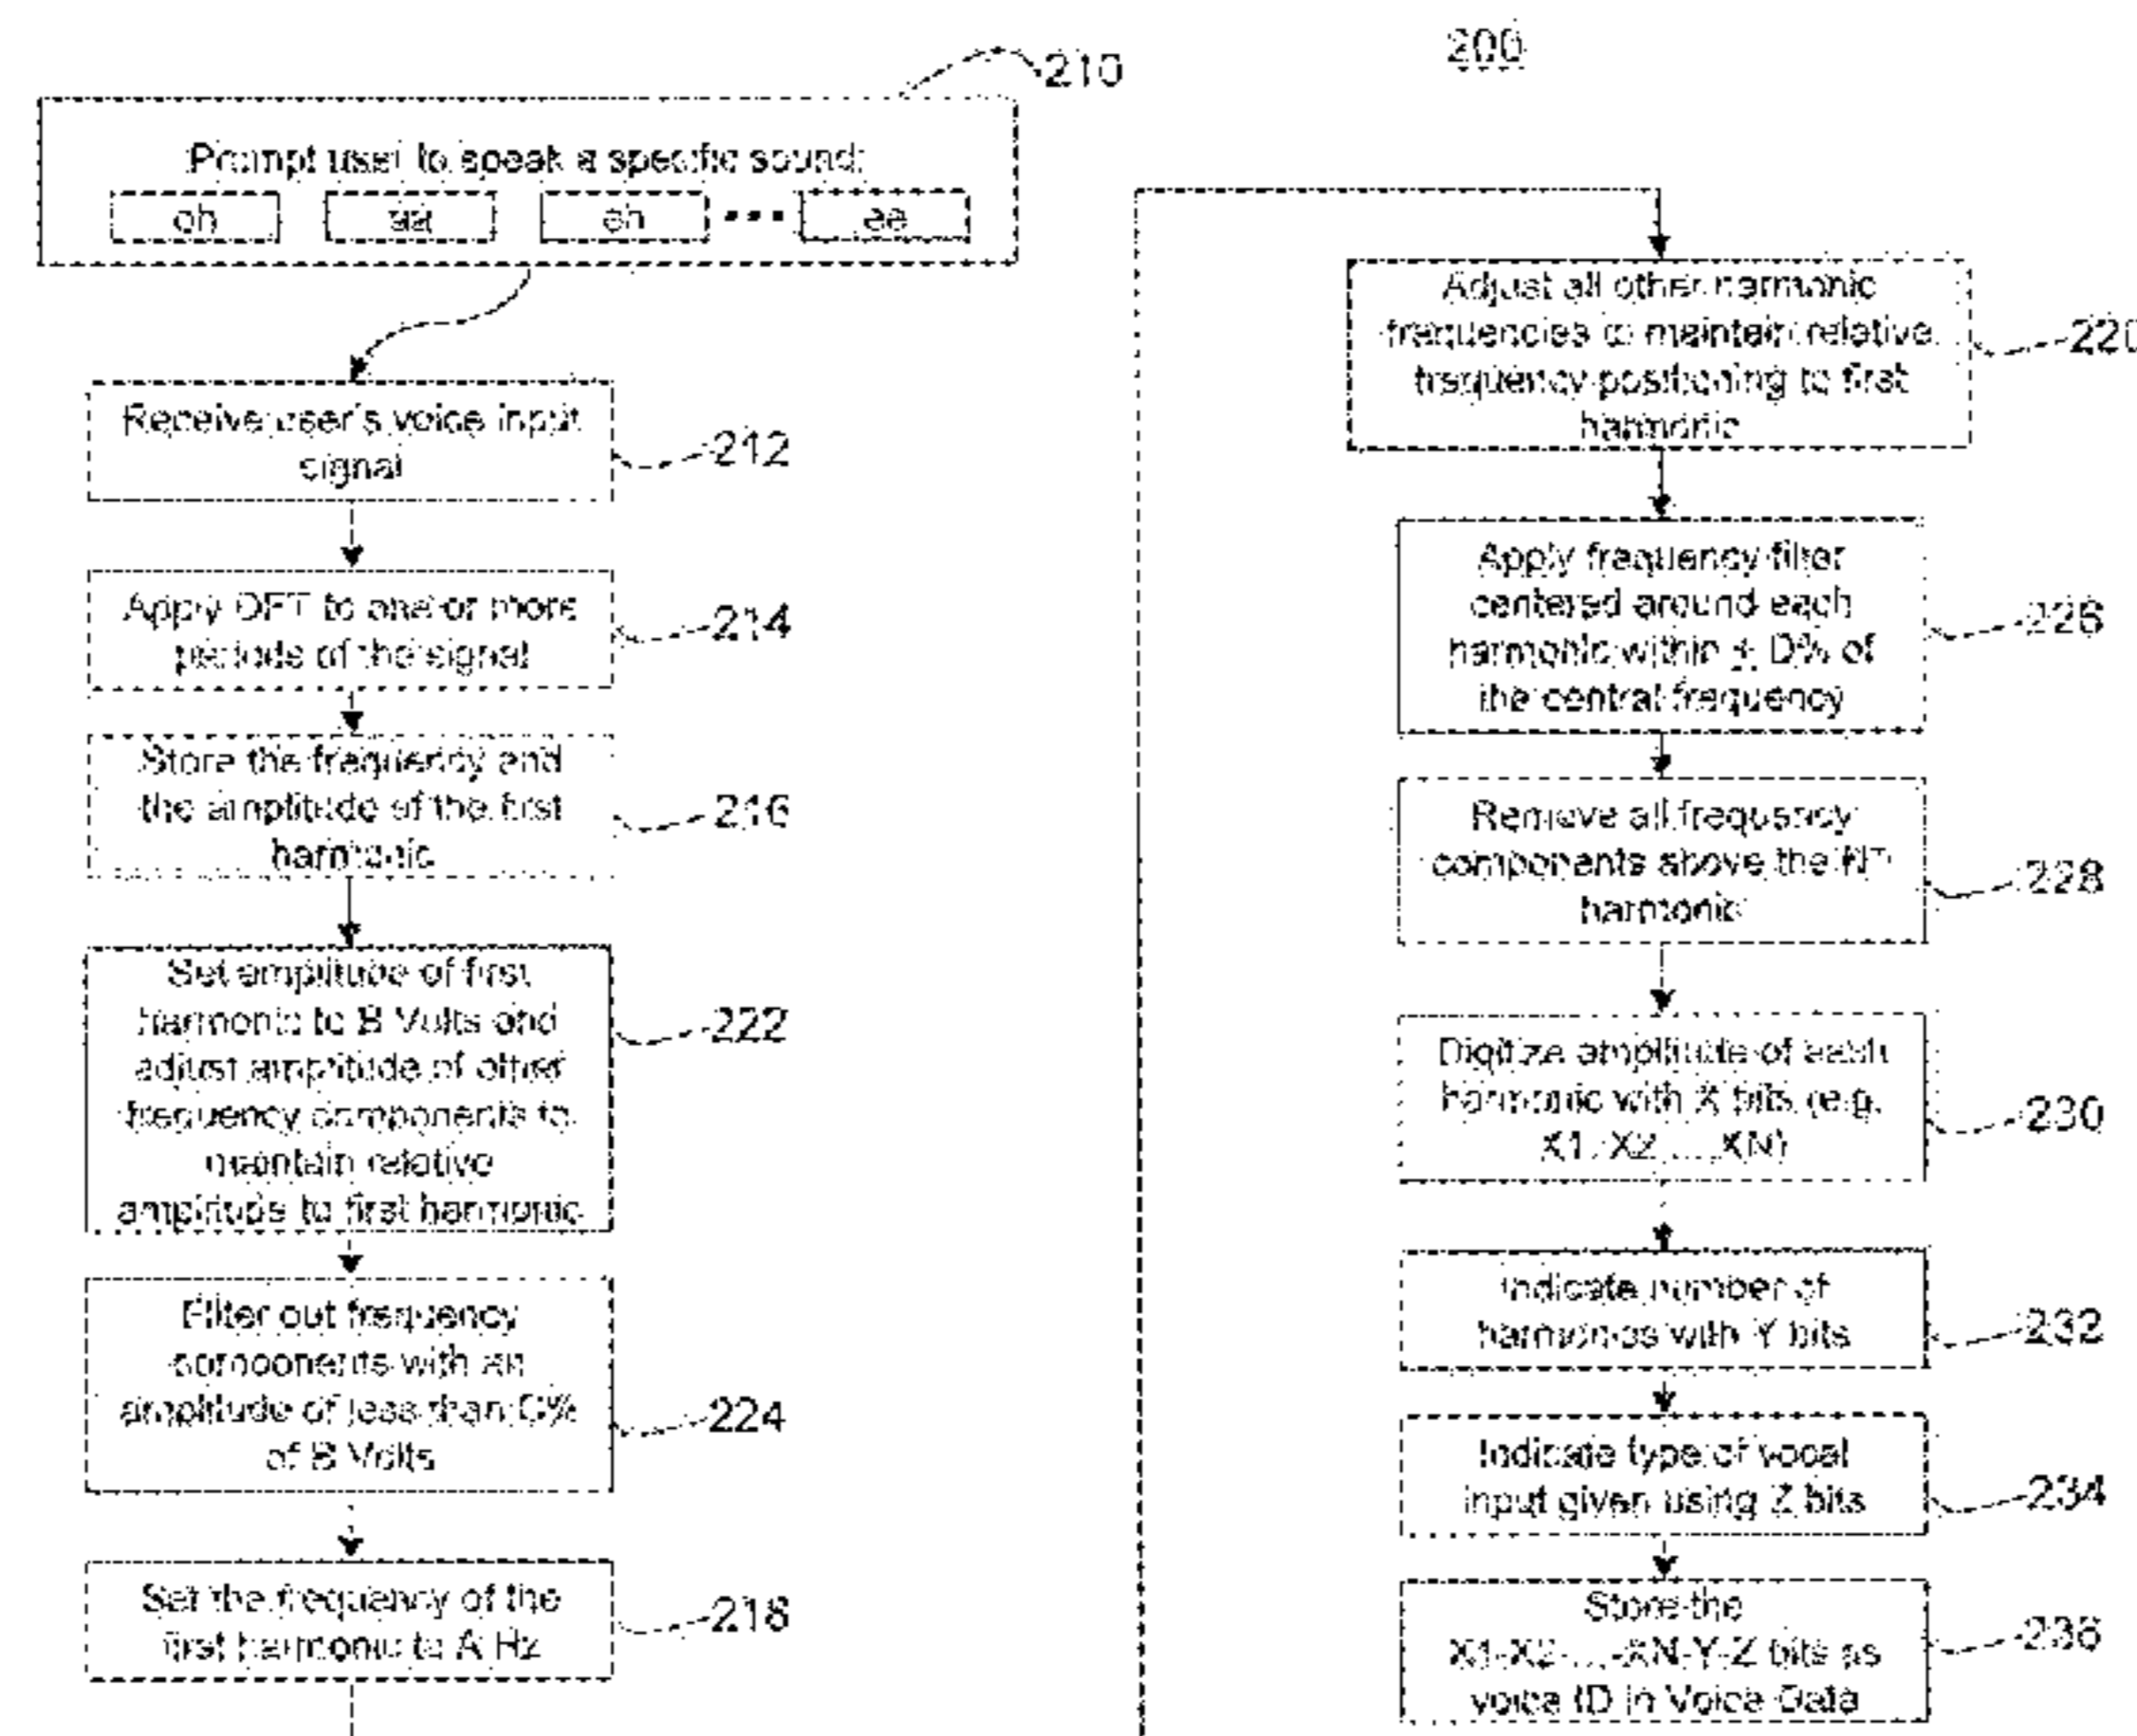 200
210
Prompt user to speak a specific sound:
oh aa eh ... ee
Receive user's voice input
signal
212
Apply DFT to one or more
periods of the signal
214
Store the frequency and
the amplitude of the first
harmonic
216
Set amplitude of first
harmonic to B Volts and
adjust amplitude of other
frequency components to
maintain relative
amplitude to first harmonic
222
Filter out frequency
components with an
amplitude of less than C%
of B Volts
224
Set the frequency of the
first harmonic to A Hz
218
Adjust all other harmonic
frequencies to maintain relative
frequency positioning to first
harmonic
220
Apply frequency filter
centered around each
harmonic within ± D% of
the central frequency
226
Remove all frequency
components above the Nth
harmonic
228
Digitize amplitude of each
harmonic with X bits (e.g.
X1, X2, ..., XN)
230
Indicate number of
harmonics with Y bits
232
Indicate type of vocal
input given using Z bits
234
Store the
X1-X2-...-XN-Y-Z bits as
voice ID in Voice Data
236